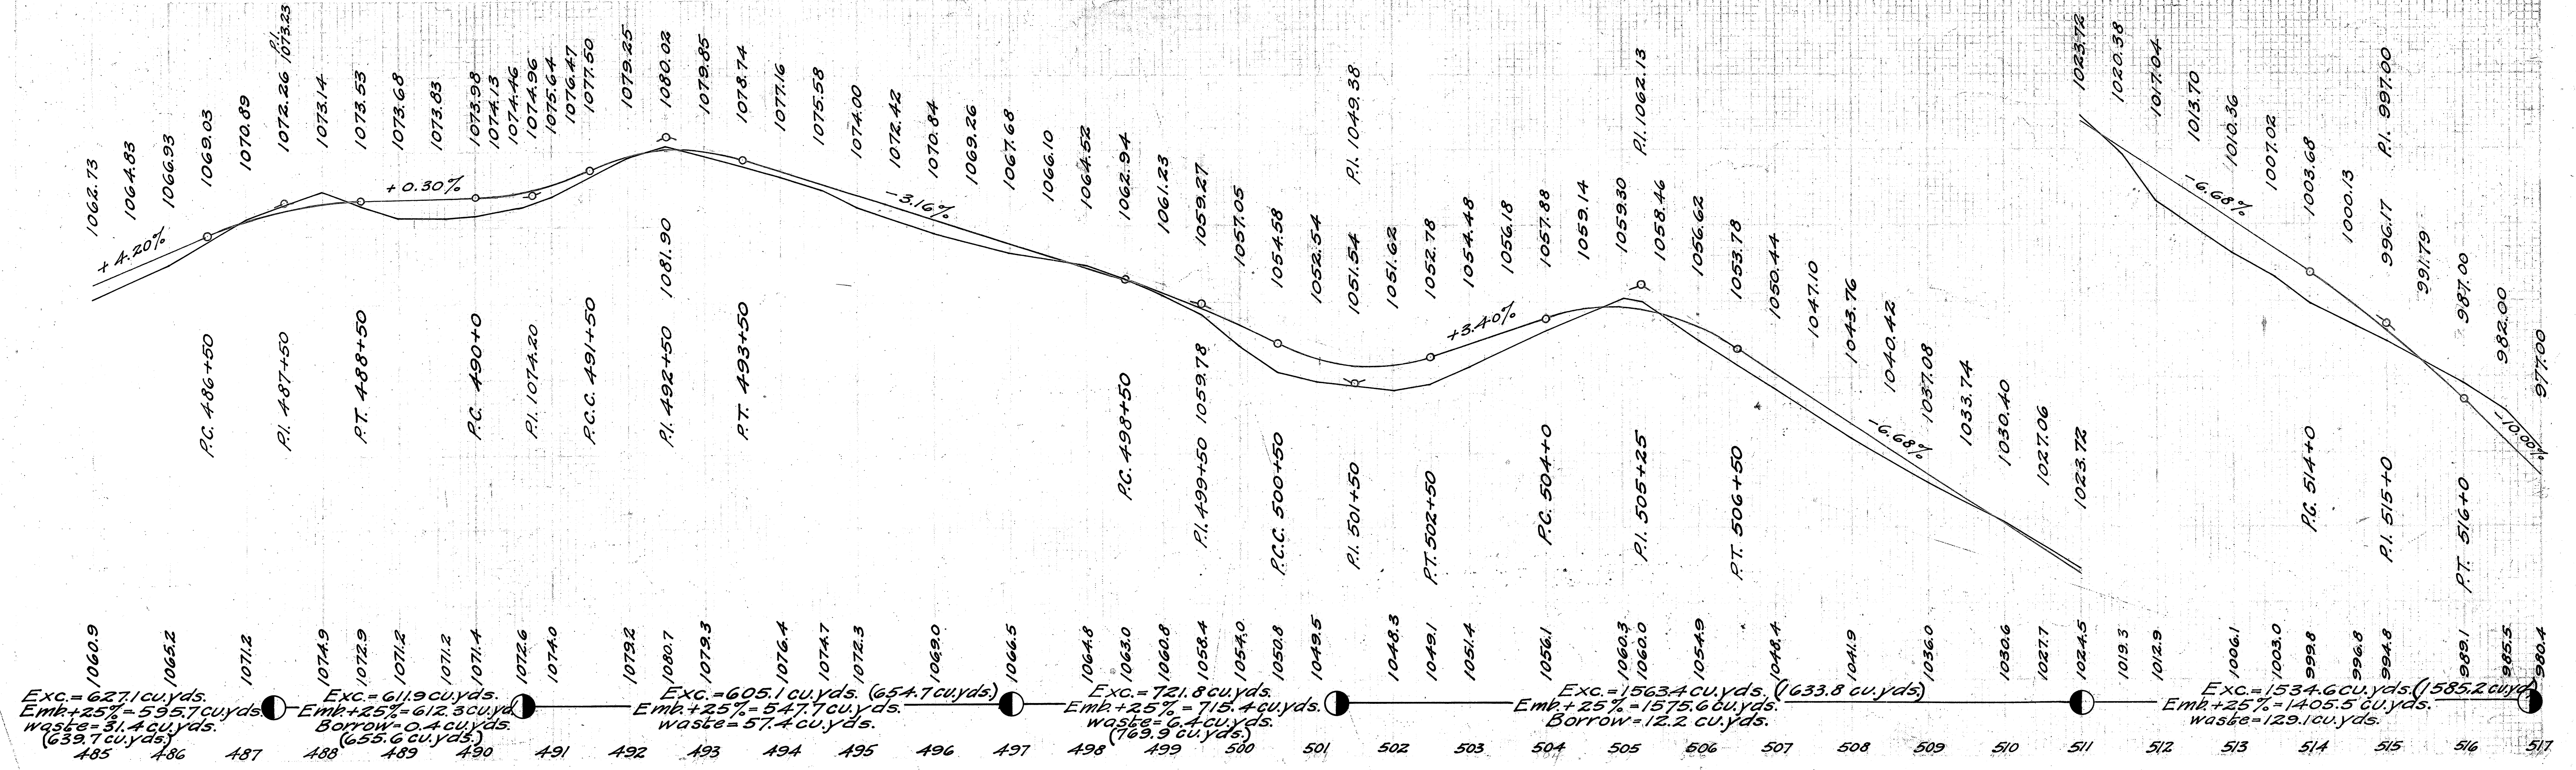 1062.73
1064.83
1066.93
1069.03
1070.89
1072.26
P.I. 1073.23
1073.14
1073.53
1073.68
1073.83
1073.98
1074.13
1074.46
1074.96
1075.64
1076.47
1077.50
1079.25
1080.02
1079.85
1078.74
1077.16
1075.58
1074.00
1072.42
1070.84
1069.26
1067.68
1066.10
1064.52
1062.94
1061.23
1059.27
1057.05
1054.58
1052.54
1051.54 P.I. 1049.38
1051.62
1052.78
1054.48
1056.18
1057.88
1059.14
1059.30
P.I. 1062.13
1058.46
1056.62
1053.78
1050.44
1047.10
1043.76
1040.42
1037.08
1033.74
1030.40
1027.06
1023.72
1023.72
1020.38
1017.04
1013.70
1010.36
1007.02
1003.68
1000.13
996.17 P.I. 997.00
991.79
987.00
982.00
977.00
+4.20%
+0.30%
-3.16%
+3.40%
-6.68%
-6.68%
-10.00%
P.C. 486+50
P.I. 487+50
P.T. 488+50
P.C. 490+0
P.I. 1074.20
P.C.C. 491+50
P.I. 492+50 1081.90
P.T. 493+50
P.C. 498+50
P.I. 499+50 1059.78
P.C.C. 500+50
P.I. 501+50
P.T. 502+50
P.C. 504+0
P.I. 505+25
P.T. 506+50
P.C. 514+0
P.I. 515+0
P.T. 516+0
1060.9
1065.2
1071.2
1074.9
1072.9
1071.2
1071.2
1071.4
1072.6
1074.0
1079.2
1080.7
1079.3
1076.4
1074.7
1072.3
1069.0
1066.5
1064.8
1063.0
1060.8
1058.4
1054.0
1050.8
1049.5
1048.3
1049.1
1051.4
1056.1
1060.3
1060.0
1054.9
1048.4
1041.9
1036.0
1030.6
1027.7
1024.5
1019.3
1012.9
1006.1
1003.0
999.8
996.8
994.8
989.1
985.5
980.4
Exc.=627.1 cu.yds.
Emb.+25%=595.7 cu.yds.
waste=31.4 cu.yds.
(639.7 cu.yds.)
Exc.=611.9 cu.yds.
Emb.+25%=612.3 cu.yd
Borrow=0.4 cu.yds.
(655.6 cu.yds.)
Exc.=605.1 cu.yds. (654.7 cu.yds.)
Emb.+25%=547.7 cu.yds.
waste=57.4 cu.yds.
Exc.=721.8 cu.yds.
Emb.+25%=715.4 cu.yds.
waste=6.4 cu.yds.
(769.9 cu.yds.)
Exc.=1563.4 cu.yds. (1633.8 cu.yds.)
Emb.+25%=1575.6 cu.yds.
Borrow=12.2 cu.yds.
Exc.=1534.6 cu.yds. (1585.2 cu.yd
Emb.+25%=1405.5 cu.yds.
waste=129.1 cu.yds.
485 486 487 488 489 490 491 492 493 494 495 496 497 498 499 500 501 502 503 504 505 506 507 508 509 510 511 512 513 514 515 516 517